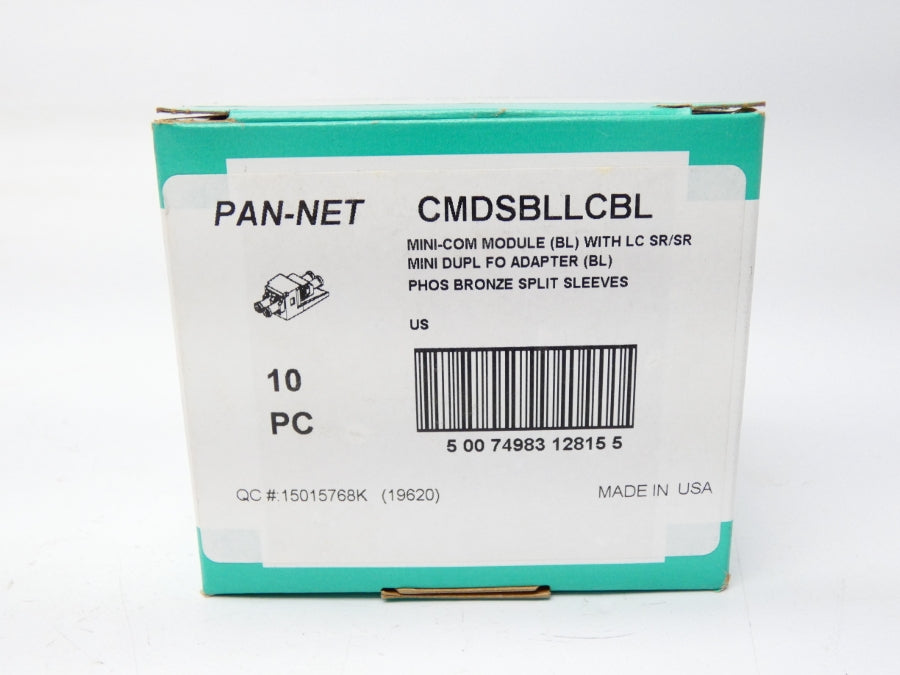 PAN-NET CMDSBLLCBL
MINI-COM MODULE (BL) WITH LC SR/SR
MINI DUPL FO ADAPTER (BL)
PHOS BRONZE SPLIT SLEEVES
US
10
PC
5 00 74983 12815 5
QC #:15015768K (19620)
MADE IN USA